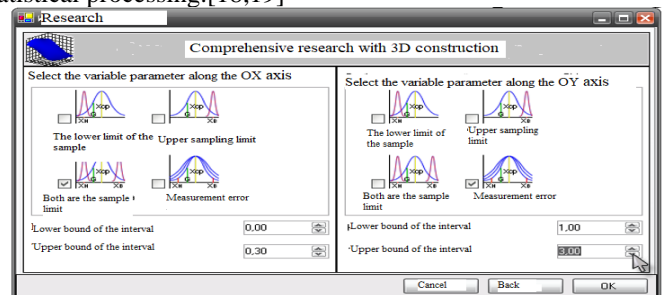 atistical processing.[18,19]
Research
Comprehensive research with 3D construction
Select the variable parameter along the OX axis
The lower limit of the sample
Upper sampling limit
Both are the sample limit
Measurement error
Lower bound of the interval 0,00
Upper bound of the interval 0,30
Select the variable parameter along the OY axis
The lower limit of
the sample
Upper sampling
limit
Both are the sample
limit
Measurement error
Lower bound of the interval 1,00
Upper bound of the interval 3,00
Cancel Back OK